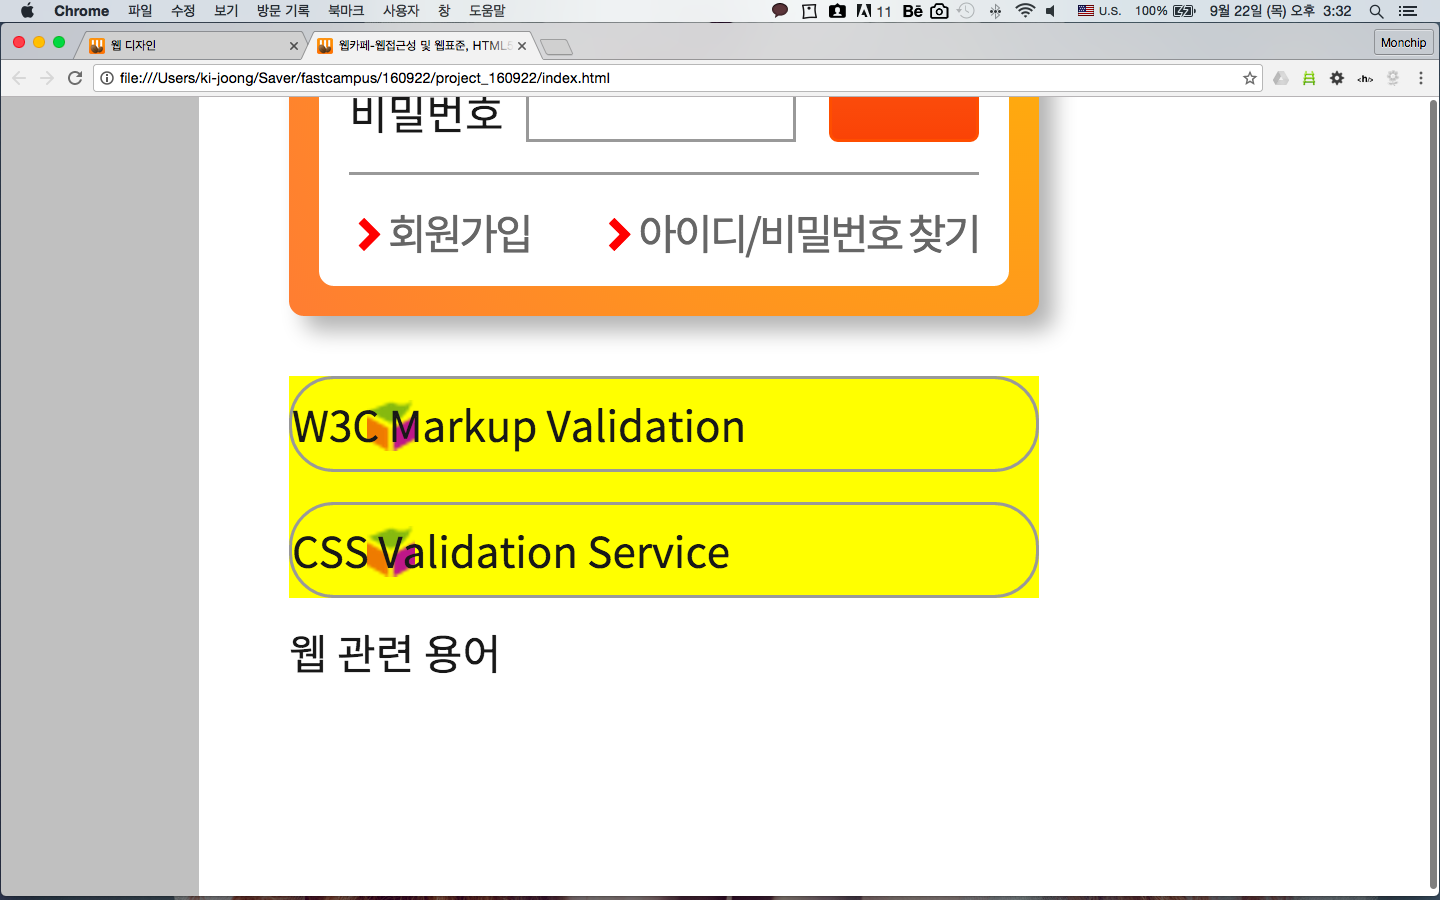 Chrome 파일 수정 보기 방문 기록 북마크 사용자 창 도움말 11 Bē U.S. 100% 9월 22일 (목) 오후 3:32
웹 디자인 웹카페-웹접근성 및 웹표준, HTML5 Monchip
file:///Users/ki-joong/Saver/fastcampus/160922/project_160922/index.html <h/>
비밀번호
회원가입 아이디/비밀번호 찾기
W3C Markup Validation
CSS Validation Service
웹 관련 용어